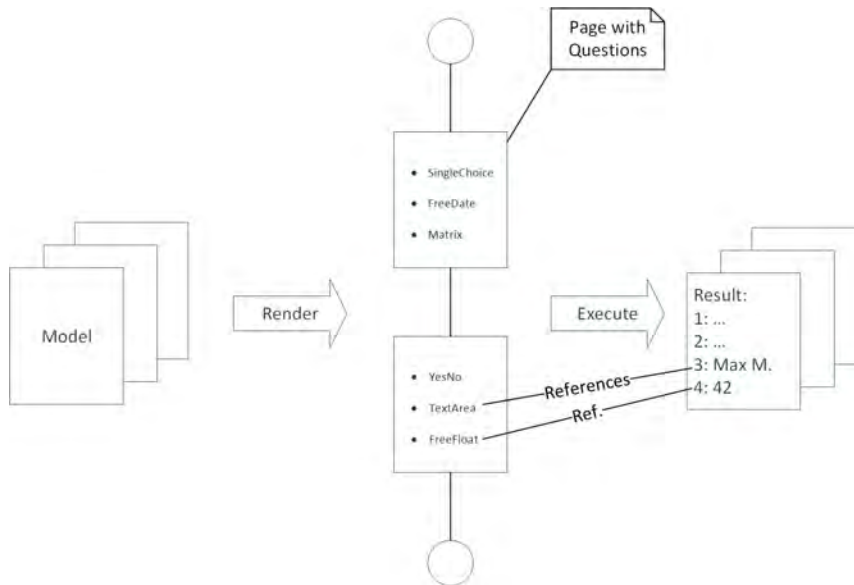 Page with
Questions
• SingleChoice
• FreeDate
• Matrix
Model
Render
Execute
Result:
1: ...
2: ...
3: Max M.
4: 42
• YesNo
• TextArea
• FreeFloat
References
Ref.